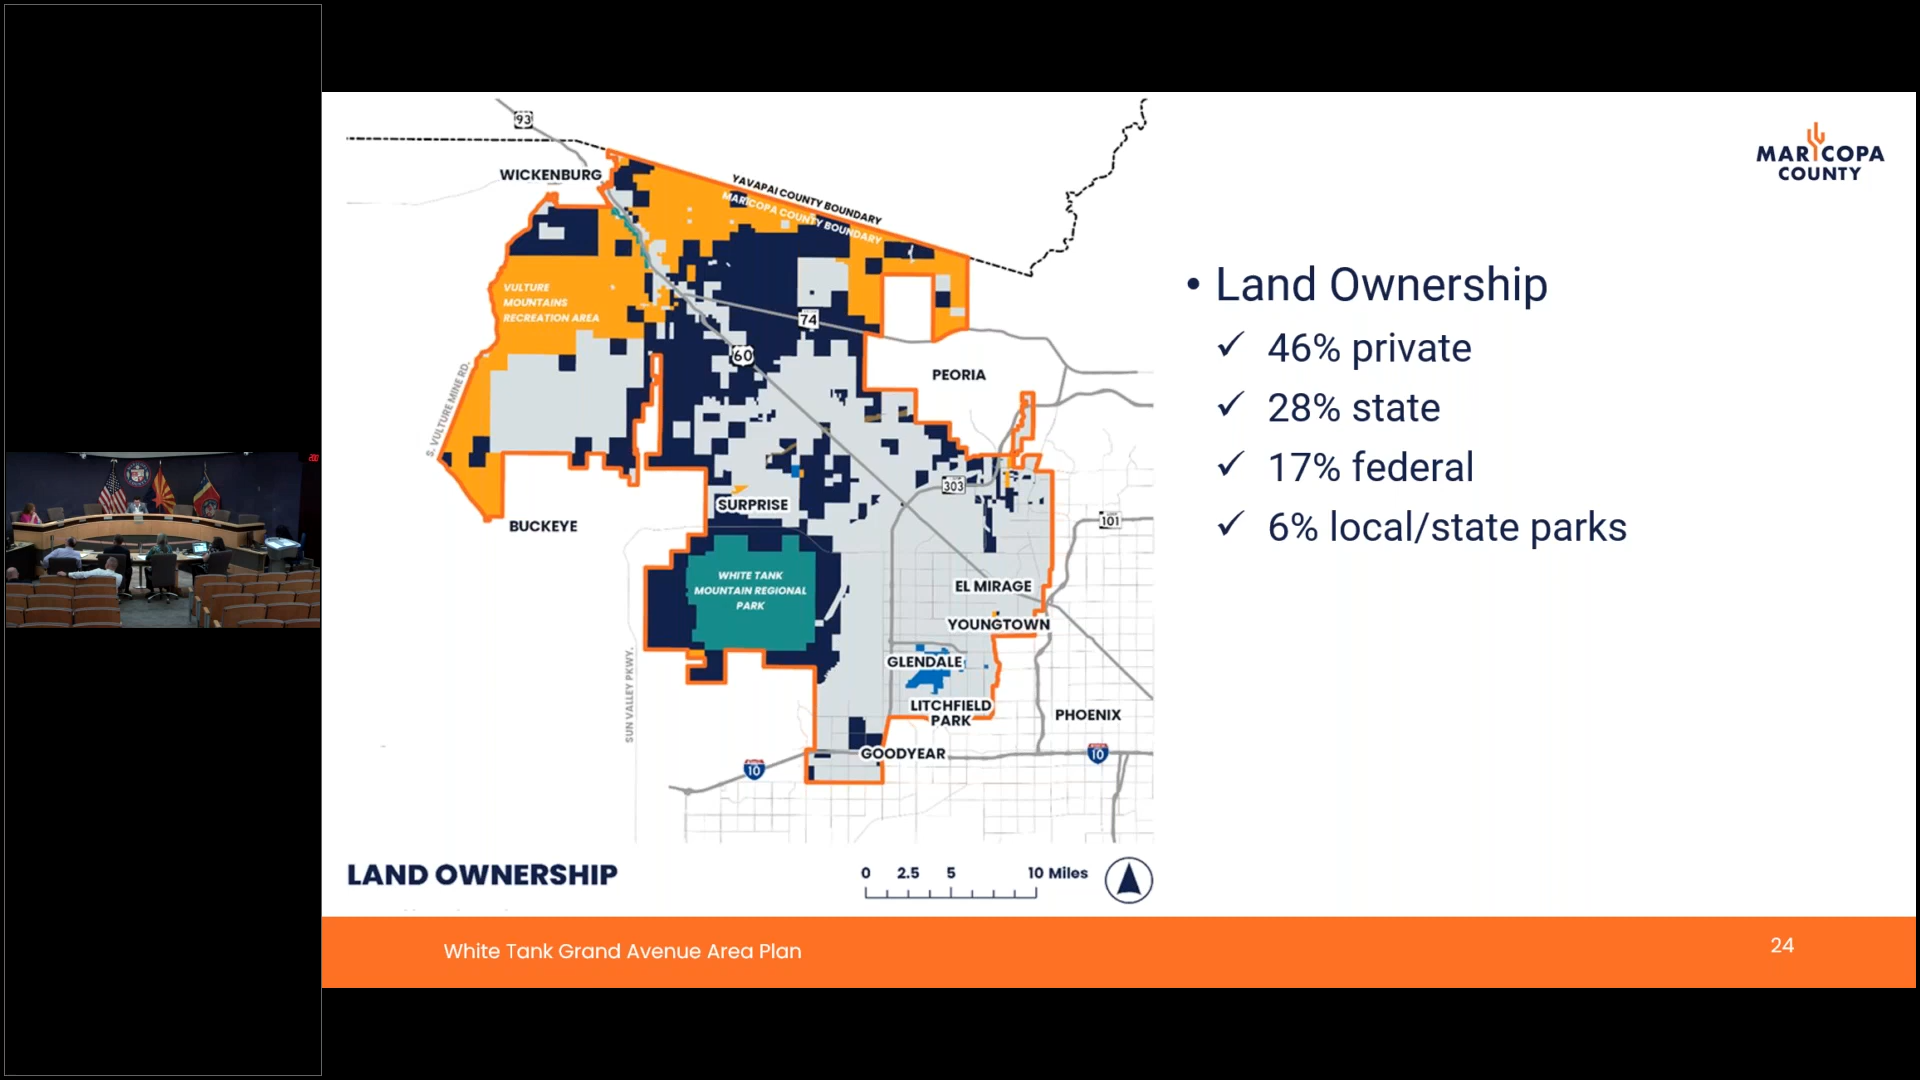 93
WICKENBURG
YAVAPAI COUNTY BOUNDARY
MARICOPA COUNTY BOUNDARY
VULTURE
MOUNTAINS
RECREATION AREA
74
60
PEORIA
S. VULTURE MINE RD.
303
SURPRISE
BUCKEYE
101
WHITE TANK
MOUNTAIN REGIONAL
PARK
EL MIRAGE
YOUNGTOWN
GLENDALE
SUN VALLEY PKWY.
LITCHFIELD
PARK
PHOENIX
GOODYEAR
10
10
LAND OWNERSHIP
0 2.5 5 10 Miles
MARICOPA
COUNTY
• Land Ownership
✓ 46% private
✓ 28% state
✓ 17% federal
✓ 6% local/state parks
White Tank Grand Avenue Area Plan
24